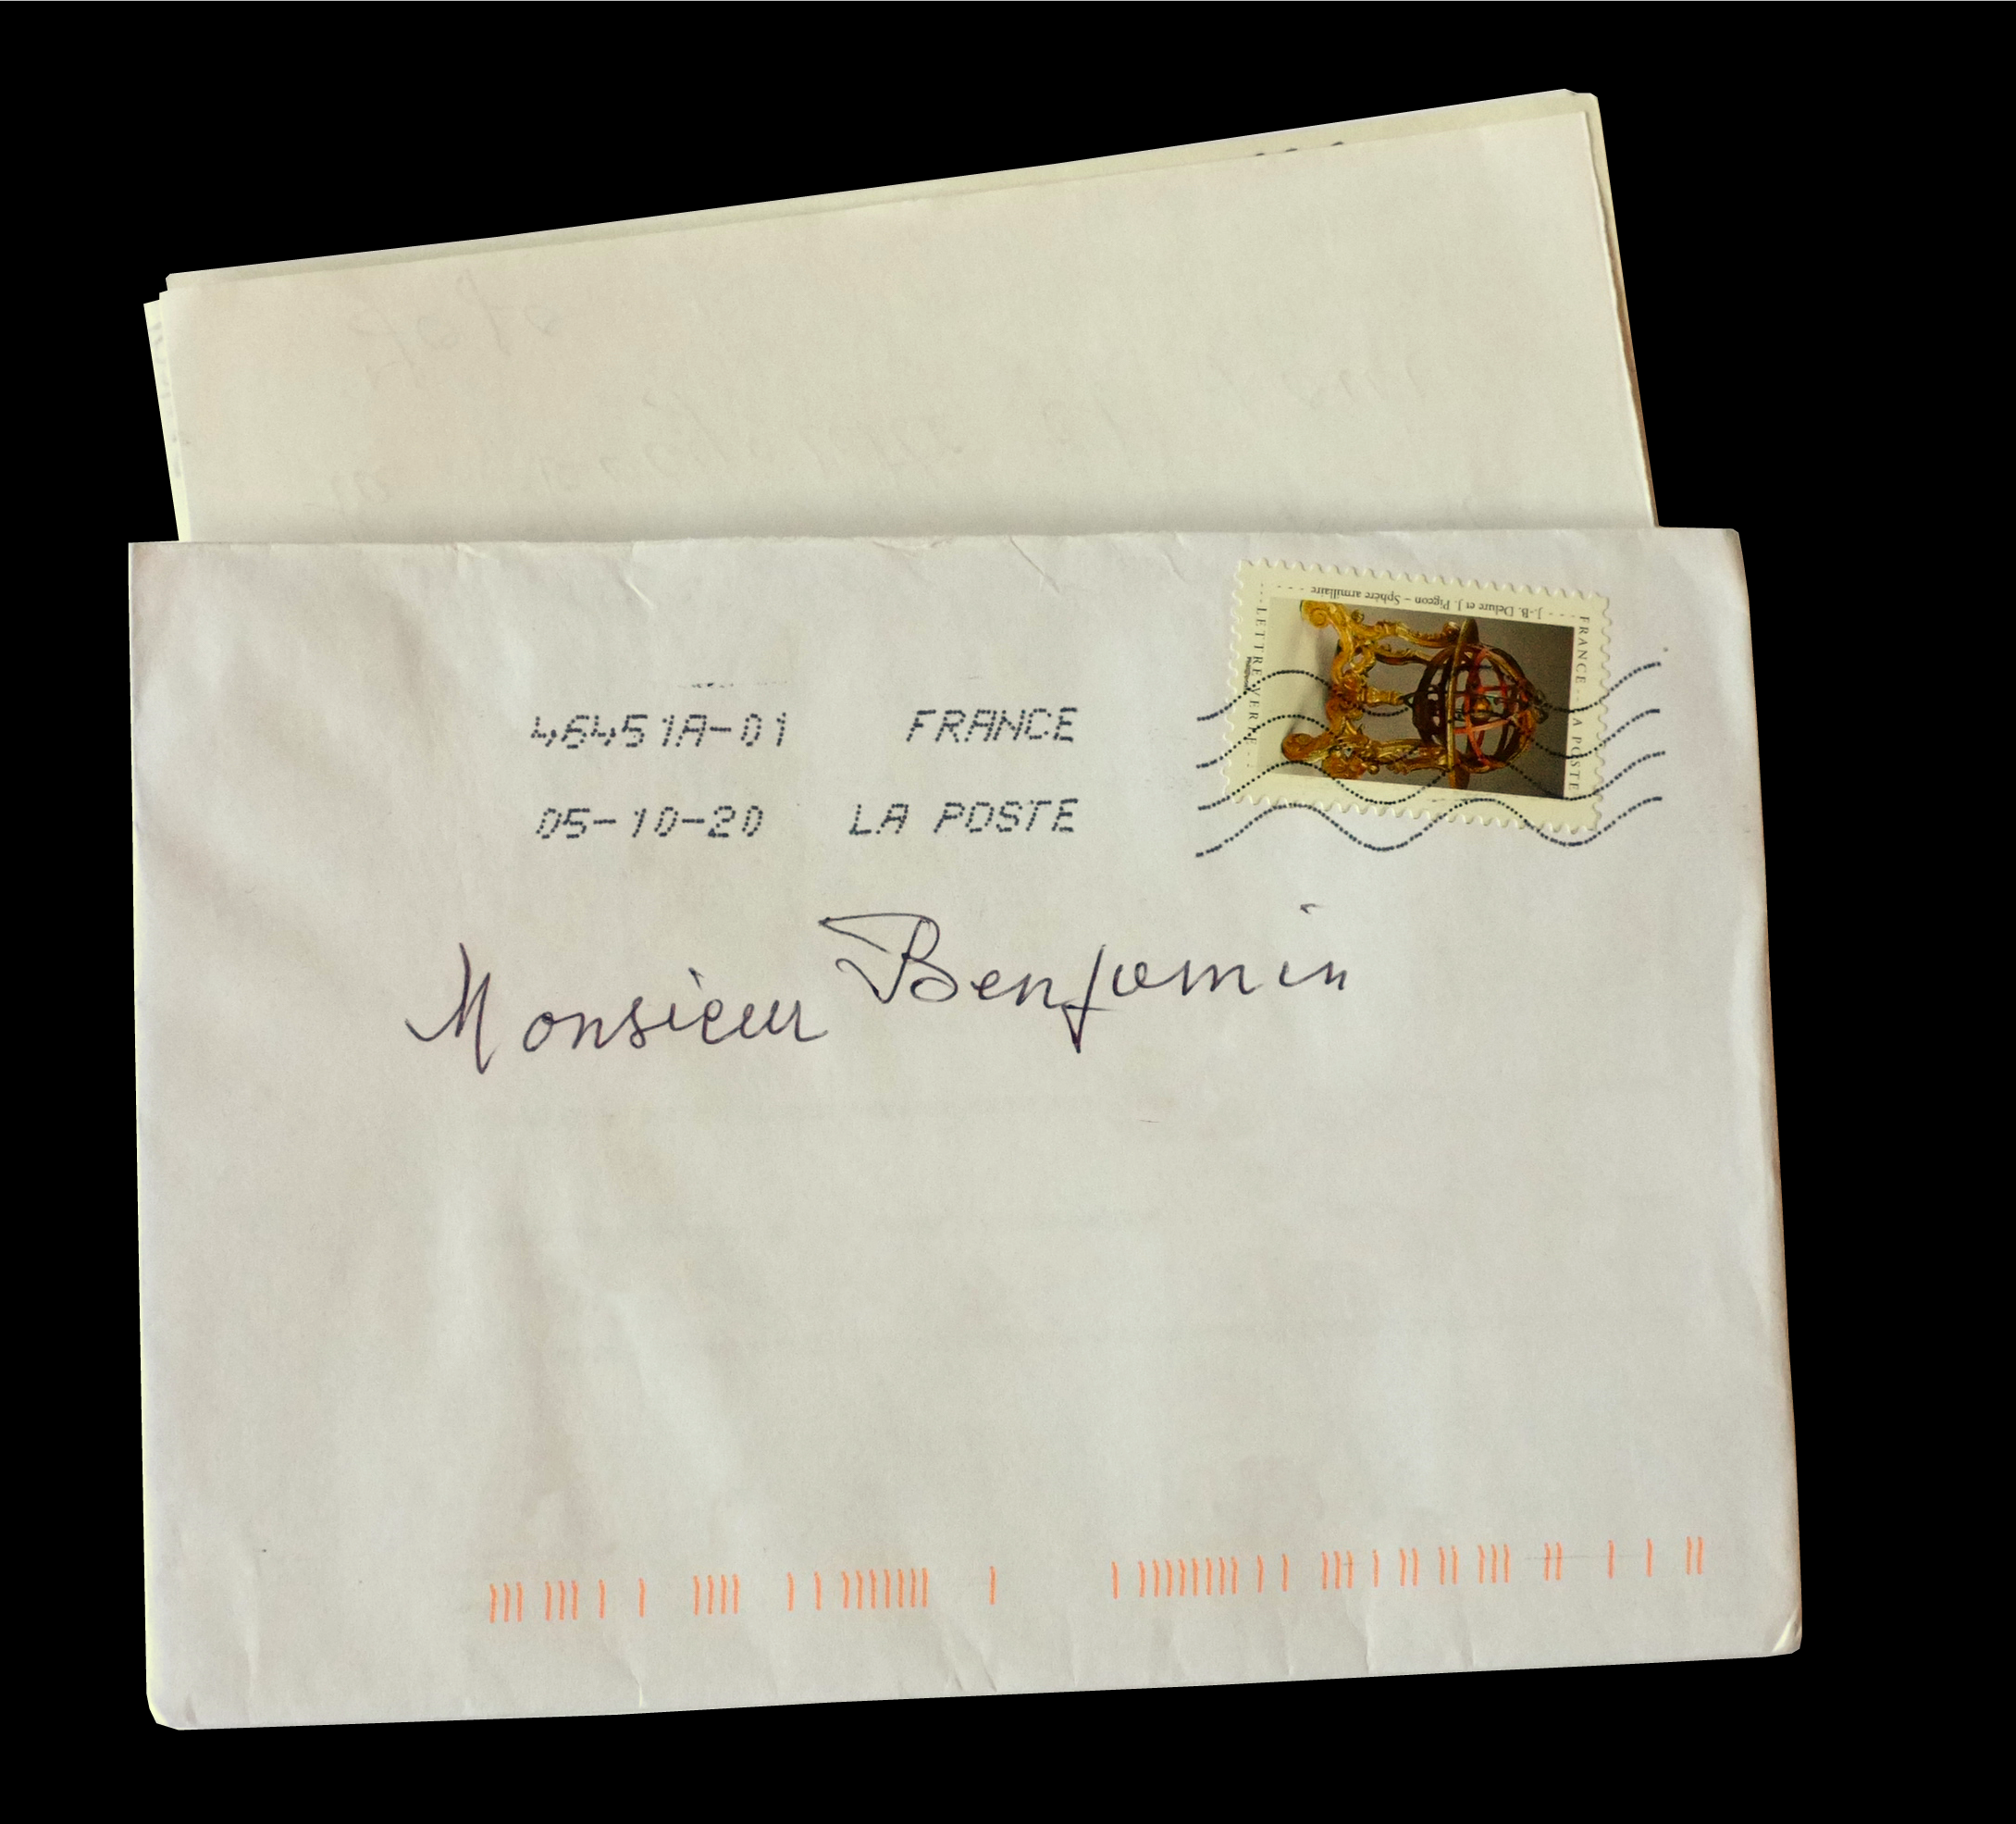 J.-B. Delure et J. Pigeon – Sphère armillaire
FRANCE
LA POSTE
LETTRE VERTE
46451A-01 FRANCE
05-10-20 LA POSTE
Monsieur Benjamin